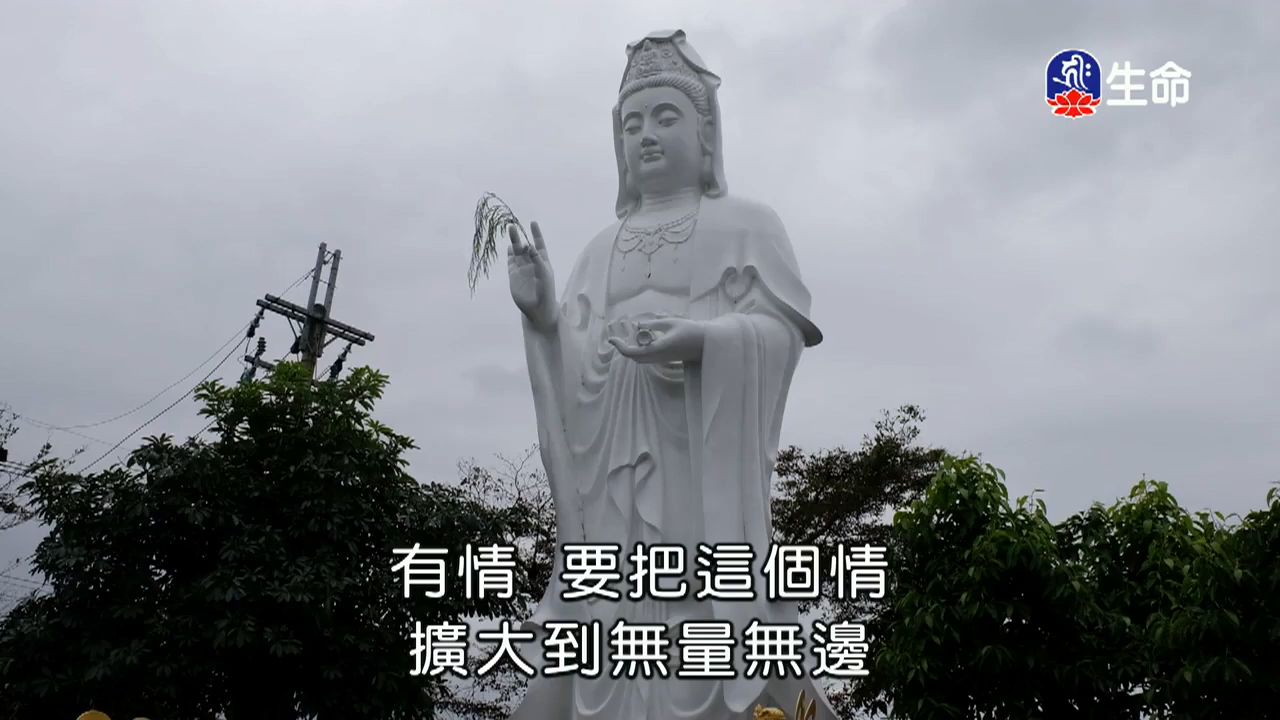 生命
有情 要把這個情
擴大到無量無邊